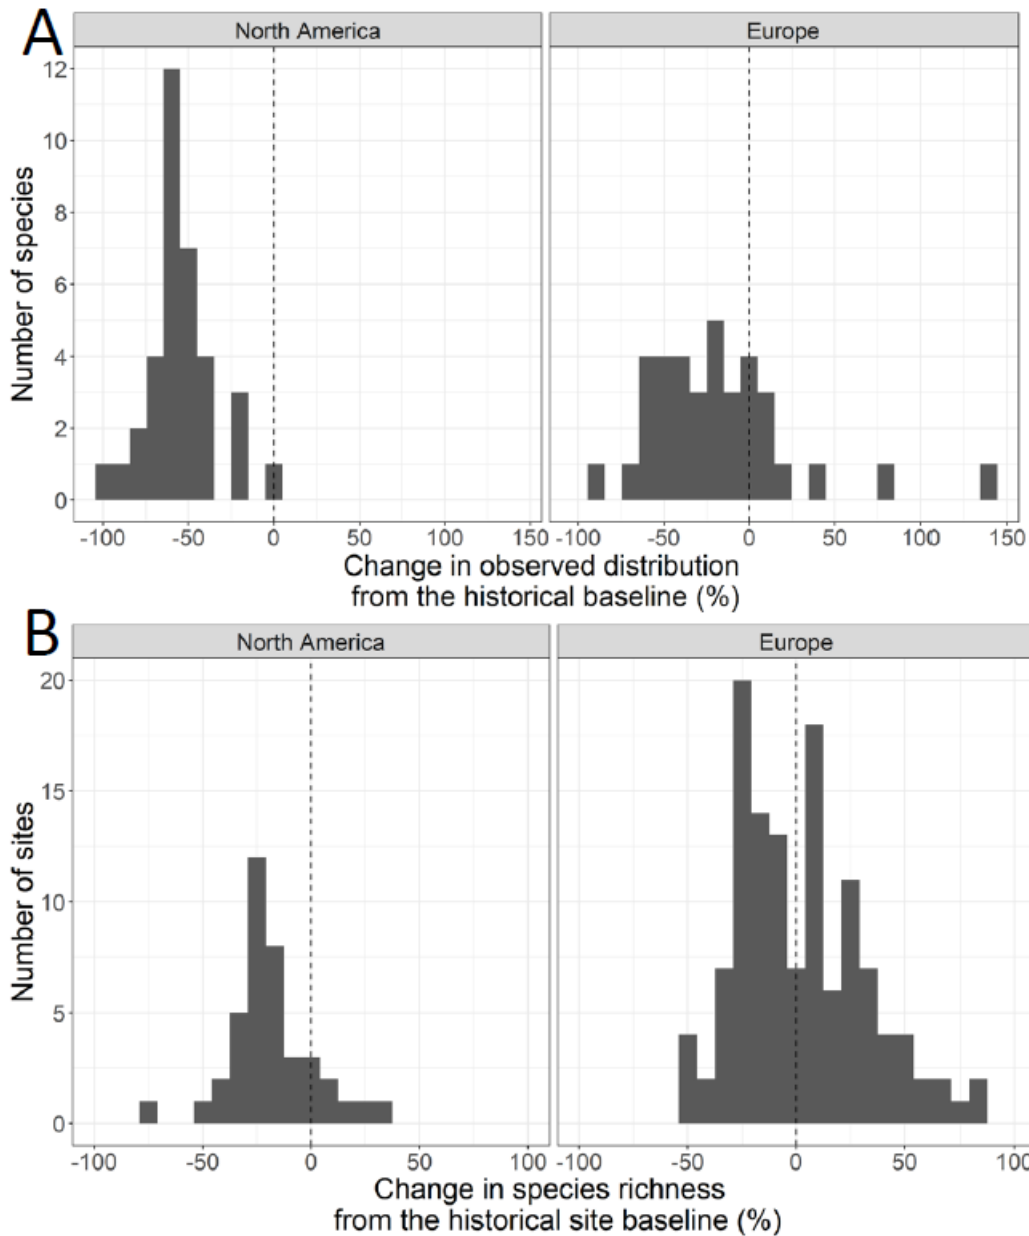 A
North America
Europe
Number of species
12
10
8
6
4
2
0
-100 -50 0 50 100 150
-100 -50 0 50 100 150
Change in observed distribution
from the historical baseline (%)
B
North America
Europe
Number of sites
20
15
10
5
0
-100 -50 0 50 100
-100 -50 0 50 100
Change in species richness
from the historical site baseline (%)